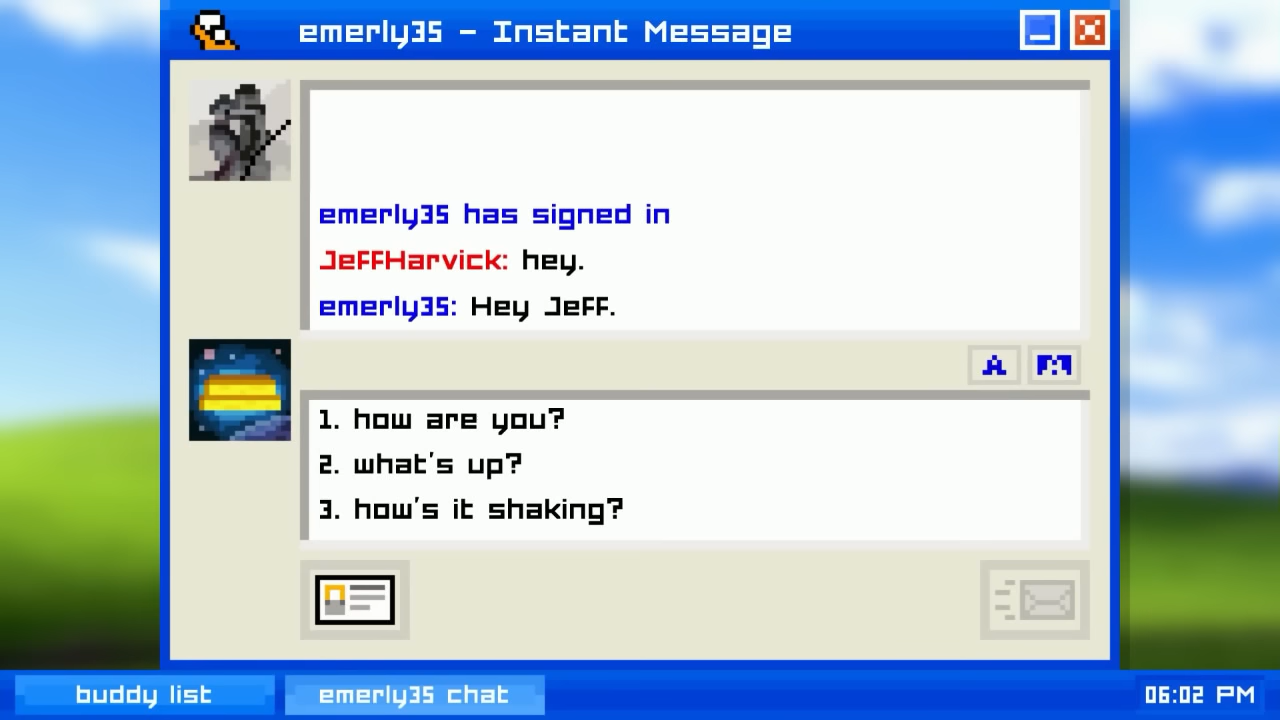 emerly35 - Instant Message
emerly35 has signed in
JeffHarvick: hey.
emerly35: Hey Jeff.
A
1. how are you?
2. what's up?
3. how's it shaking?
buddy list
emerly35 chat
06:02 PM